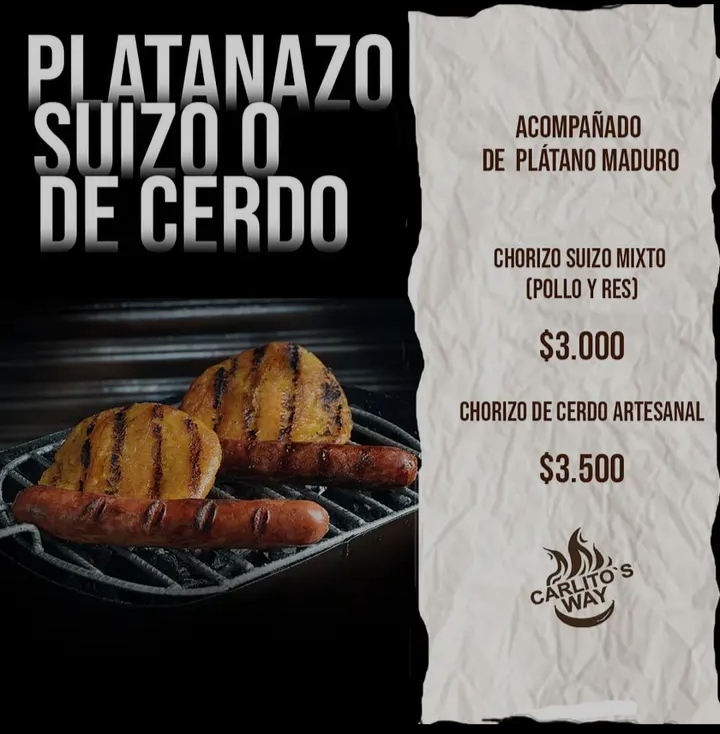 PLATANAZO
SUIZO O
DE CERDO
ACOMPAÑADO
DE PLÁTANO MADURO
CHORIZO SUIZO MIXTO
(POLLO Y RES)
$3.000
CHORIZO DE CERDO ARTESANAL
$3.500
CARLITO'S
WAY